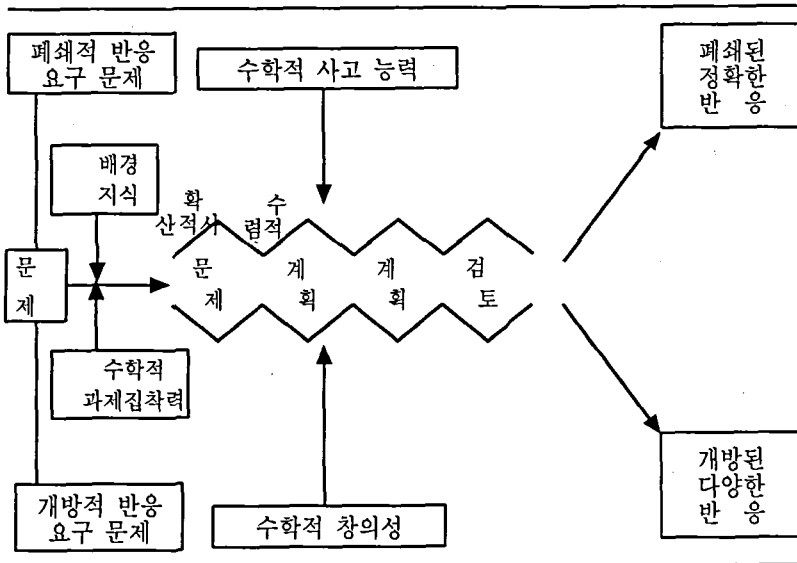 폐쇄적 반응
요구 문제
수학적 사고 능력
폐쇄된
정확한
반 응
배경
지식
확 수
산적사 렴적
문 계 계 검
제 획 획 토
문
제
수학적
과제집착력
개방적 반응
요구 문제
수학적 창의성
개방된
다양한
반 응